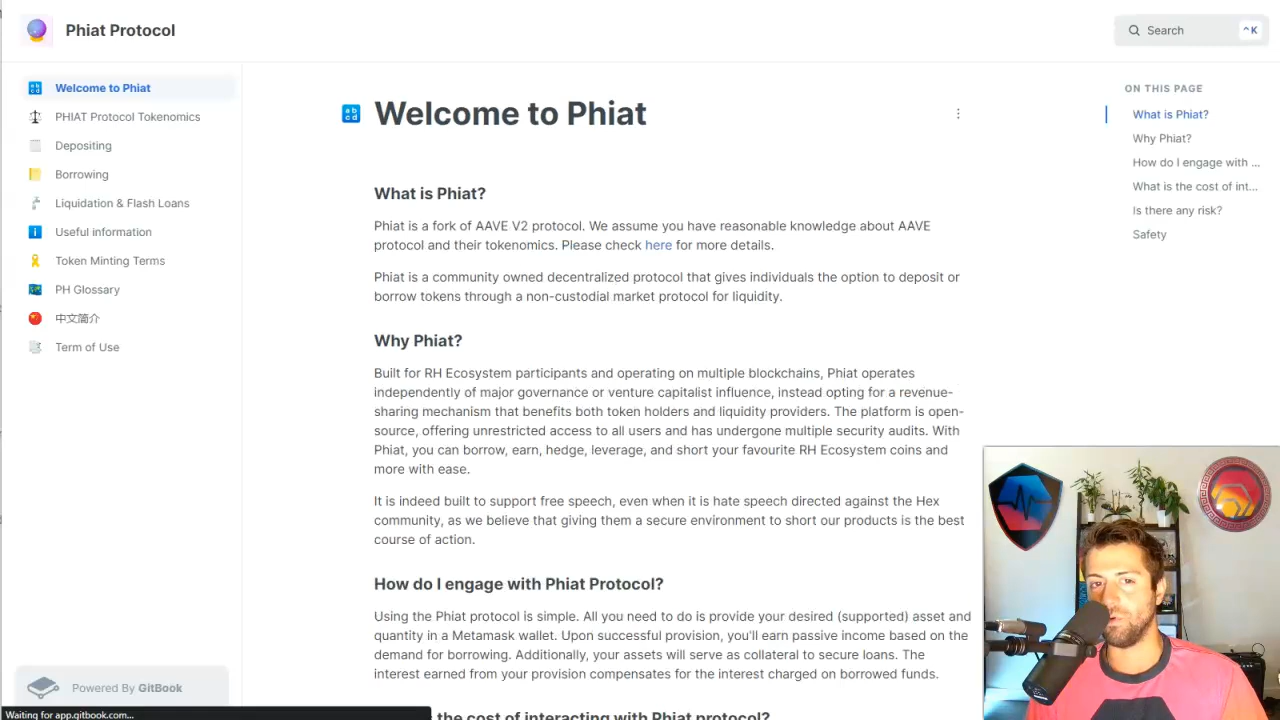 Phiat Protocol
Search
^K
Welcome to Phiat
PHIAT Protocol Tokenomics
Depositing
Borrowing
Liquidation & Flash Loans
Useful information
Token Minting Terms
PH Glossary
中文簡介
Term of Use
Powered By GitBook
Waiting for app.gitbook.com...
Welcome to Phiat
What is Phiat?
Phiat is a fork of AAVE V2 protocol. We assume you have reasonable knowledge about AAVE
protocol and their tokenomics. Please check here for more details.
Phiat is a community owned decentralized protocol that gives individuals the option to deposit or
borrow tokens through a non-custodial market protocol for liquidity.
Why Phiat?
Built for RH Ecosystem participants and operating on multiple blockchains, Phiat operates
independently of major governance or venture capitalist influence, instead opting for a revenue-
sharing mechanism that benefits both token holders and liquidity providers. The platform is open-
source, offering unrestricted access to all users and has undergone multiple security audits. With
Phiat, you can borrow, earn, hedge, leverage, and short your favourite RH Ecosystem coins and
more with ease.
It is indeed built to support free speech, even when it is hate speech directed against the Hex
community, as we believe that giving them a secure environment to short our products is the best
course of action.
How do I engage with Phiat Protocol?
Using the Phiat protocol is simple. All you need to do is provide your desired (supported) asset and
quantity in a Metamask wallet. Upon successful provision, you'll earn passive income based on the
demand for borrowing. Additionally, your assets will serve as collateral to secure loans. The
interest earned from your provision compensates for the interest charged on borrowed funds.
the cost of interacting with Phiat protocol?
ON THIS PAGE
What is Phiat?
Why Phiat?
How do I engage with ...
What is the cost of int...
Is there any risk?
Safety